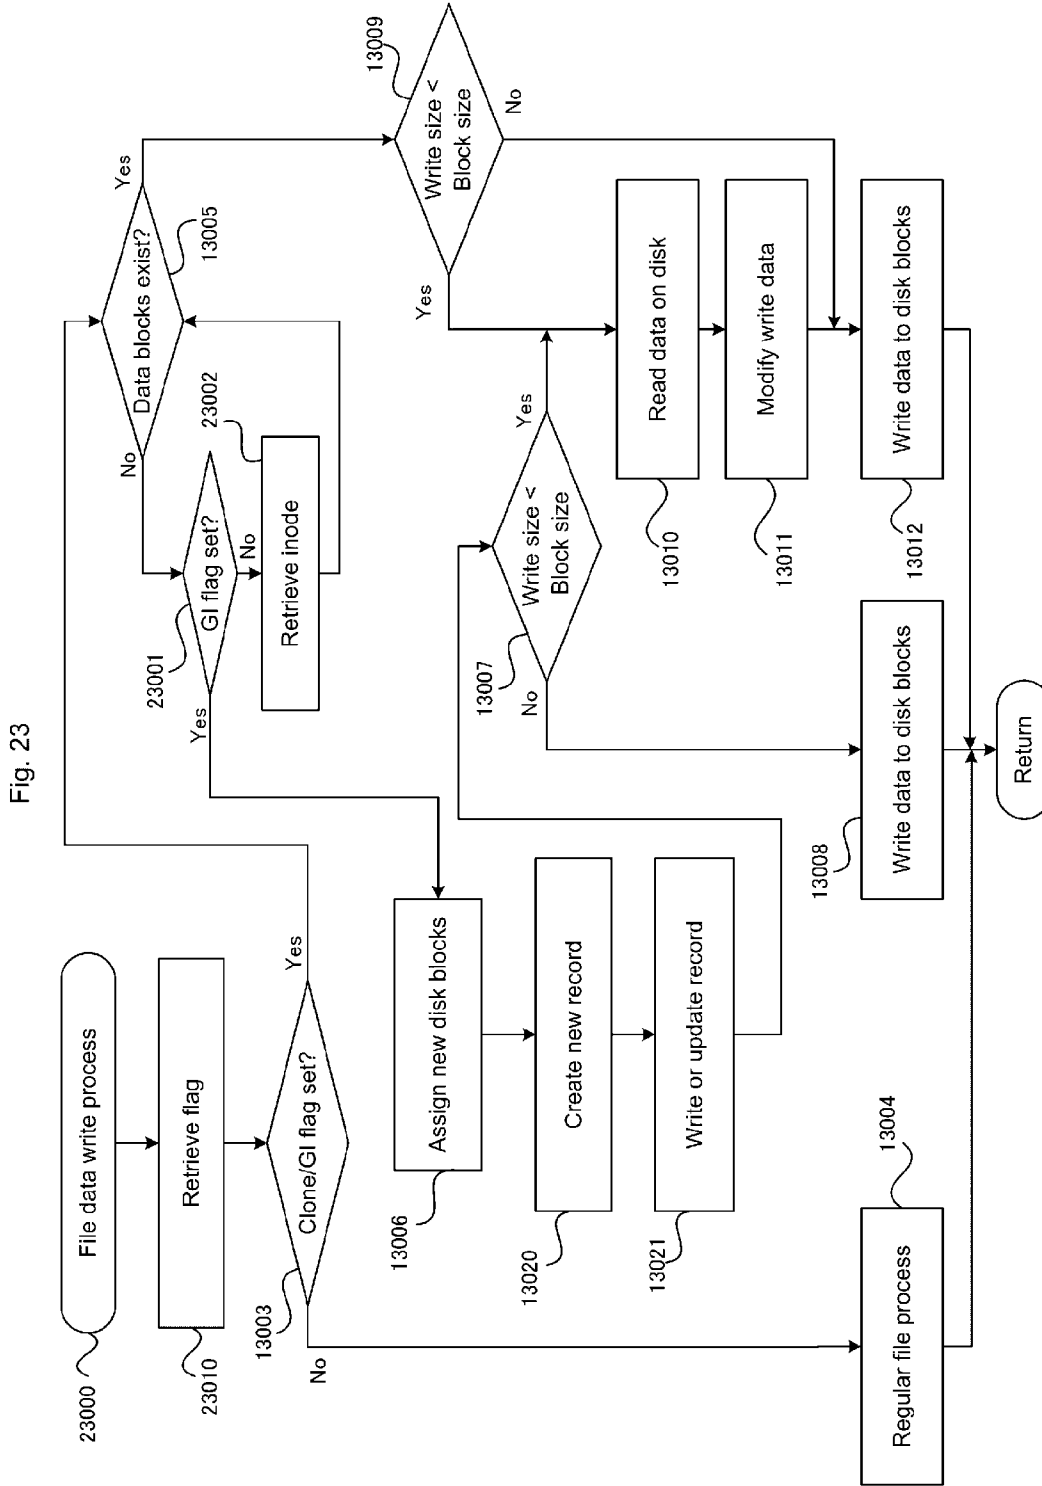 Fig. 23
23000
File data write process
23010
Retrieve flag
13003
Clone/GI flag set?
Yes
No
13004
Regular file process
13005
Data blocks exist?
Yes
No
23001
GI flag set?
Yes
No
23002
Retrieve inode
13006
Assign new disk blocks
13020
Create new record
13021
Write or update record
13007
Write size <
Block size
Yes
No
13008
Write data to disk blocks
13009
Write size <
Block size
Yes
No
13010
Read data on disk
13011
Modify write data
13012
Write data to disk blocks
Return